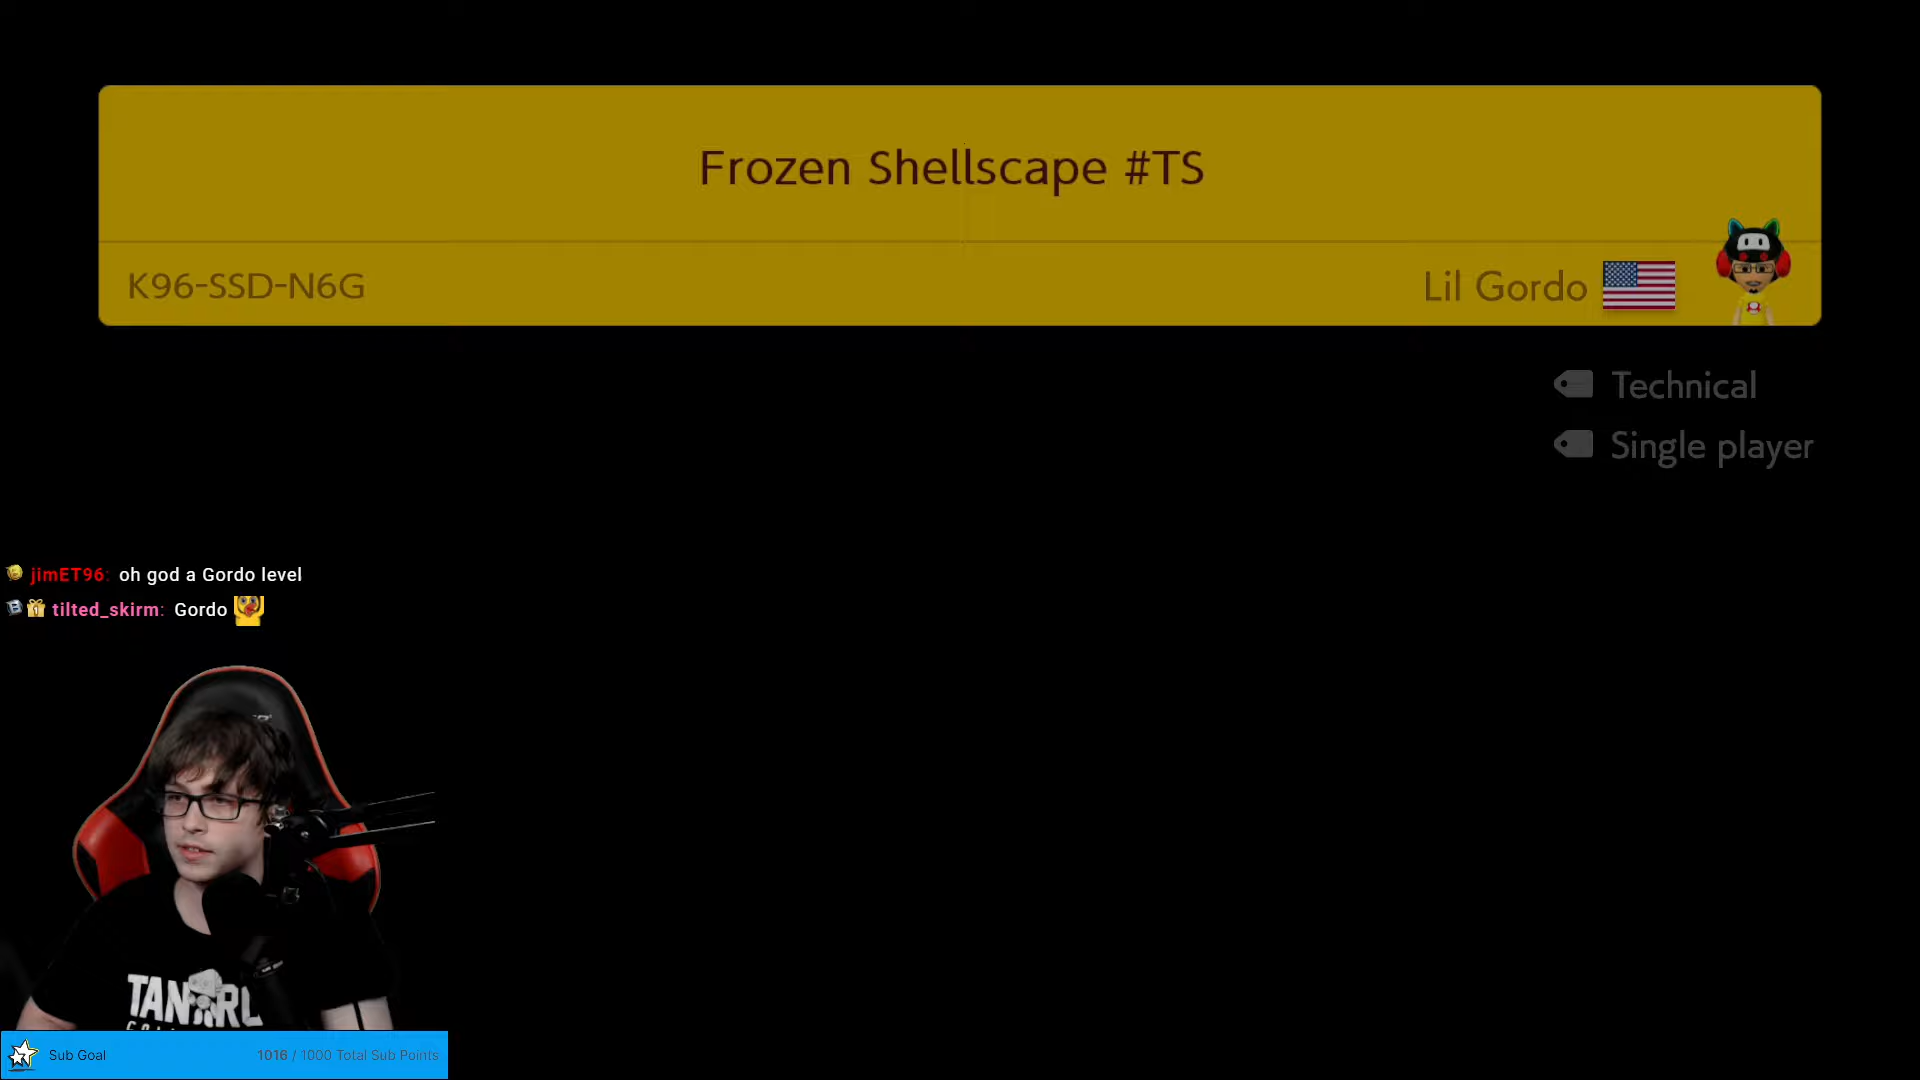 Frozen Shellscape #TS
K96-SSD-N6G
Lil Gordo
Technical
Single player
jimET96: oh god a Gordo level
tilted_skirm: Gordo
Sub Goal
1016 / 1000 Total Sub Points